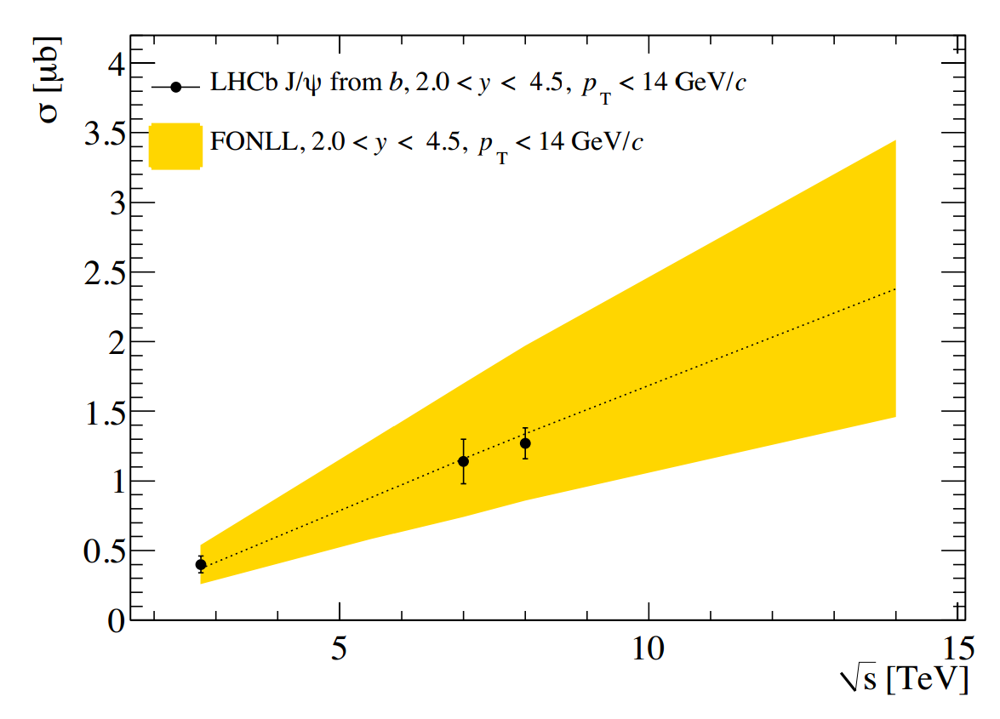 σ [μb]
4
3.5
3
2.5
2
1.5
1
0.5
0
LHCb J/ψ from b, 2.0 < y < 4.5, pT < 14 GeV/c
FONLL, 2.0 < y < 4.5, pT < 14 GeV/c
5 10 15
√s [TeV]